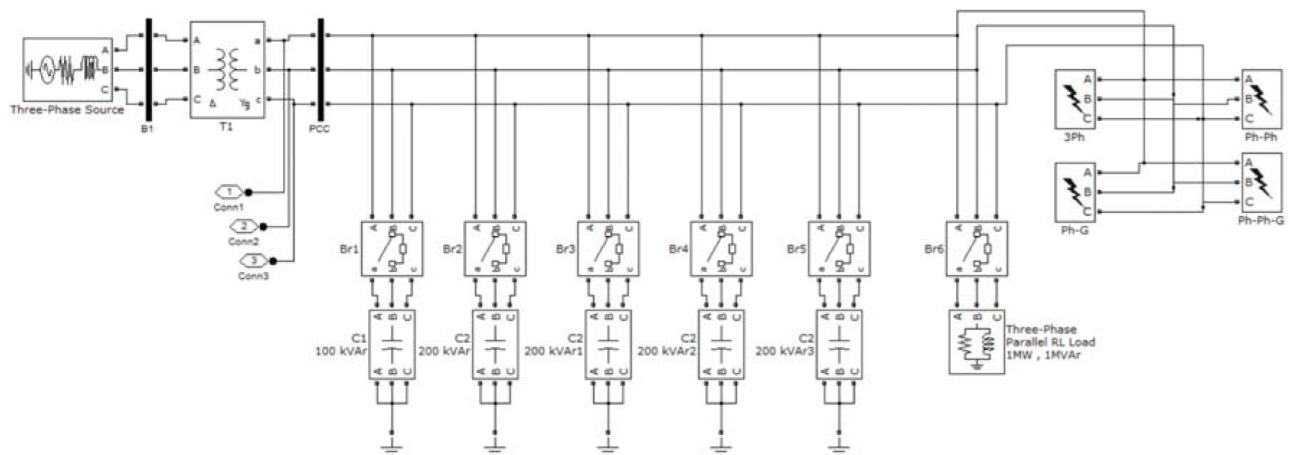 A
B
C
Three-Phase Source
B1
A
B
C
a
b
c
Δ
Yg
T1
PCC
1
Conn1
2
Conn2
3
Conn3
Br1
A B C
a b c
Br2
A B C
a b c
Br3
A B C
a b c
Br4
A B C
a b c
Br5
A B C
a b c
Br6
A B C
a b c
C1
100 kVAr
A B C
A B C
C2
200 kVAr
A B C
A B C
C2
200 kVAr1
A B C
A B C
C2
200 kVAr2
A B C
A B C
C2
200 kVAr3
A B C
A B C
A B C
Three-Phase
Parallel RL Load
1MW , 1MVAr
A
B
C
3Ph
A
B
C
Ph-Ph
A
B
C
Ph-G
A
B
C
Ph-Ph-G